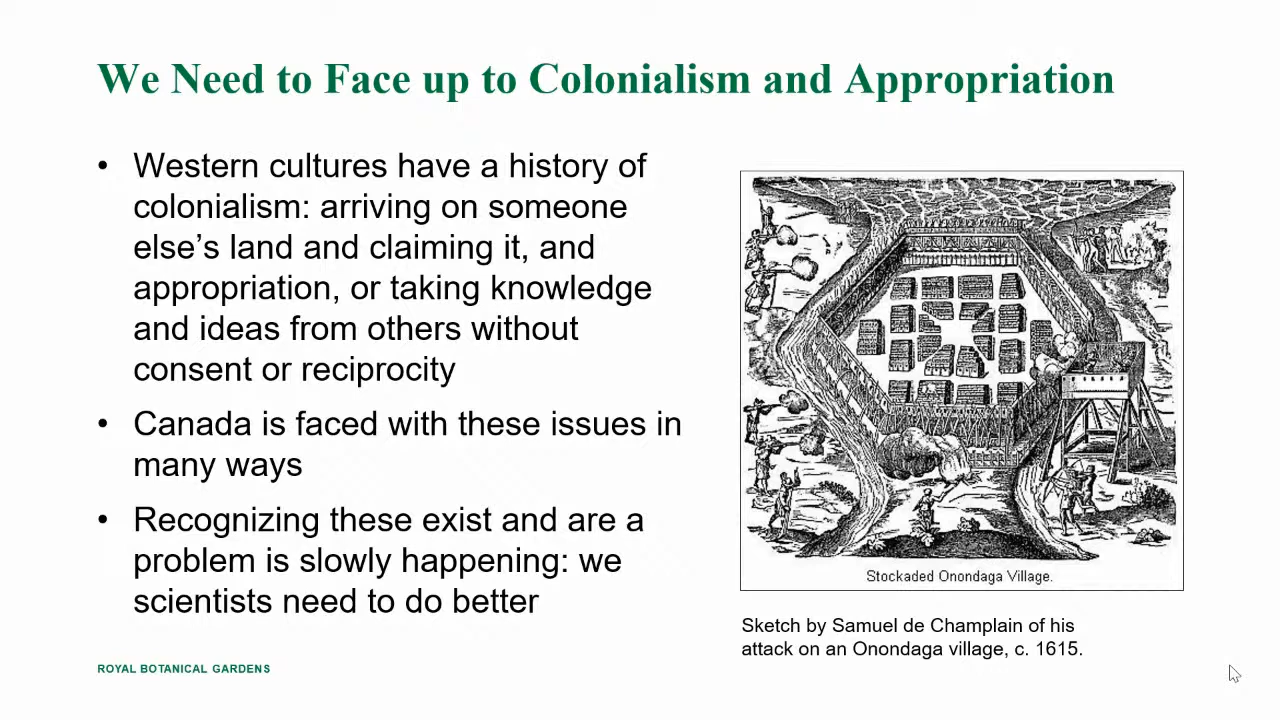 We Need to Face up to Colonialism and Appropriation
• Western cultures have a history of
colonialism: arriving on someone
else’s land and claiming it, and
appropriation, or taking knowledge
and ideas from others without
consent or reciprocity
• Canada is faced with these issues in
many ways
• Recognizing these exist and are a
problem is slowly happening: we
scientists need to do better
Stockaded Onondaga Village.
Sketch by Samuel de Champlain of his
attack on an Onondaga village, c. 1615.
ROYAL BOTANICAL GARDENS